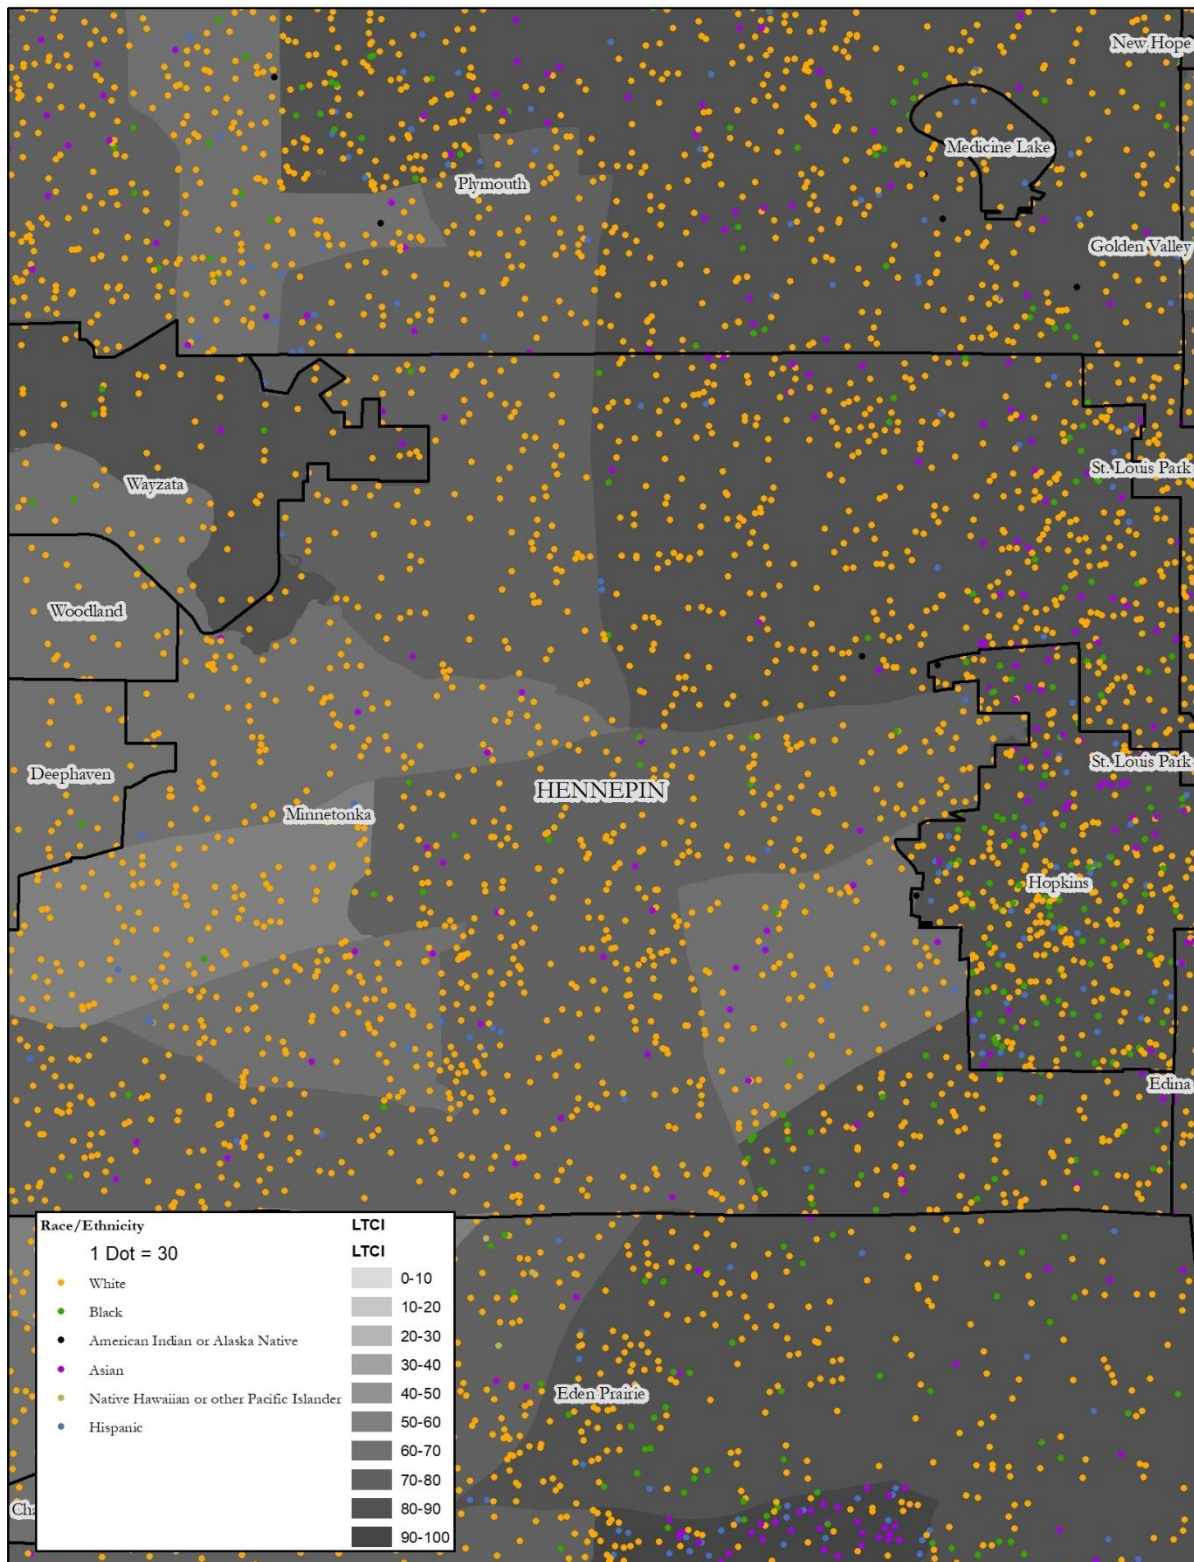 New Hope
Medicine Lake
Plymouth
Golden Valley
St. Louis Park
Wayzata
Woodland
St. Louis Park
Deephaven
HENNEPIN
Minnetonka
Hopkins
Edina
Eden Prairie
Cha
Race/Ethnicity
1 Dot = 30
White
Black
American Indian or Alaska Native
Asian
Native Hawaiian or other Pacific Islander
Hispanic
LTCI
LTCI
0-10
10-20
20-30
30-40
40-50
50-60
60-70
70-80
80-90
90-100